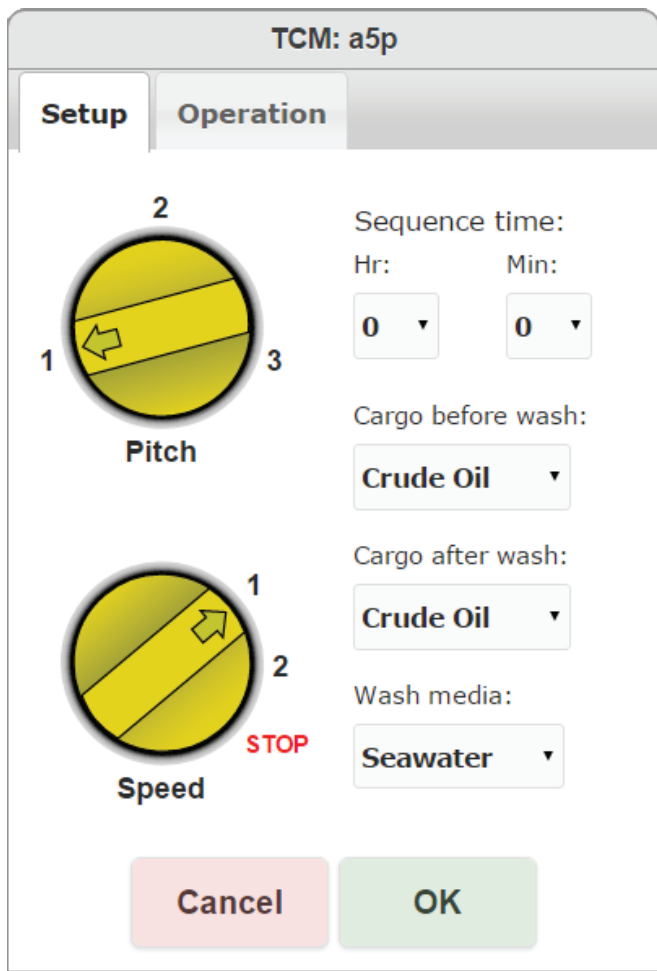 TCM: a5p
Setup Operation
2
1
3
Pitch
1
2
STOP
Speed
Sequence time:
Hr: Min:
0 0
Cargo before wash:
Crude Oil
Cargo after wash:
Crude Oil
Wash media:
Seawater
Cancel OK